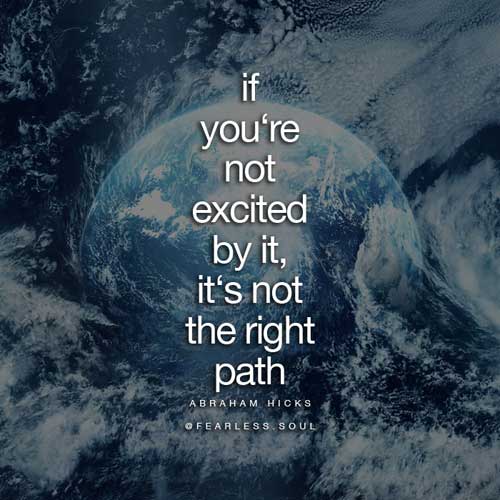 if
you‘re
not
excited
by it,
it‘s not
the right
path
ABRAHAM HICKS
@FEARLESS.SOUL